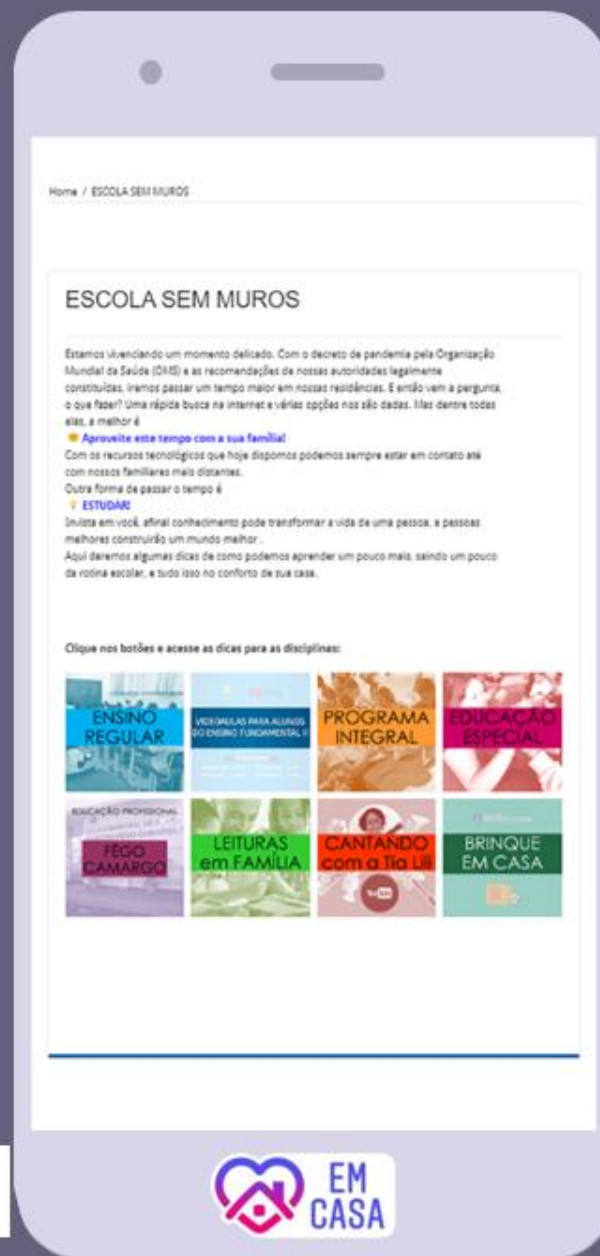 Home / ESCOLA SEM MUROS
ESCOLA SEM MUROS
Estamos vivenciando um momento delicado. Com o decreto de pandemia pela Organização
Mundial da Saúde (OMS) e as recomendações de nossas autoridades legalmente
constituídas, iremos passar um tempo maior em nossas residências. E então vem a pergunta,
o que fazer? Uma rápida busca na internet e várias opções nos são dadas. Mas dentre todas
elas, a melhor é
Aproveite este tempo com a sua família!
Com os recursos tecnológicos que hoje dispomos podemos sempre estar em contato até
com nossos familiares mais distantes.
Outra forma de passar o tempo é
ESTUDAR!
Invista em você, afinal conhecimento pode transformar a vida de uma pessoa, e pessoas
melhores construirão um mundo melhor .
Aqui daremos algumas dicas de como podemos aprender um pouco mais, saindo um pouco
da rotina escolar, e tudo isso no conforto de sua casa.
Clique nos botões e acesse as dicas para as disciplinas:
ENSINO
REGULAR
VIDEOAULAS PARA ALUNOS
DO ENSINO FUNDAMENTAL II
PROGRAMA
INTEGRAL
EDUCAÇÃO
ESPECIAL
EDUCAÇÃO PROFISSIONAL
FÊGO
CAMARGO
LEITURAS
em FAMÍLIA
CANTANDO
com a Tia Lili
BRINQUE
EM CASA
EM
CASA